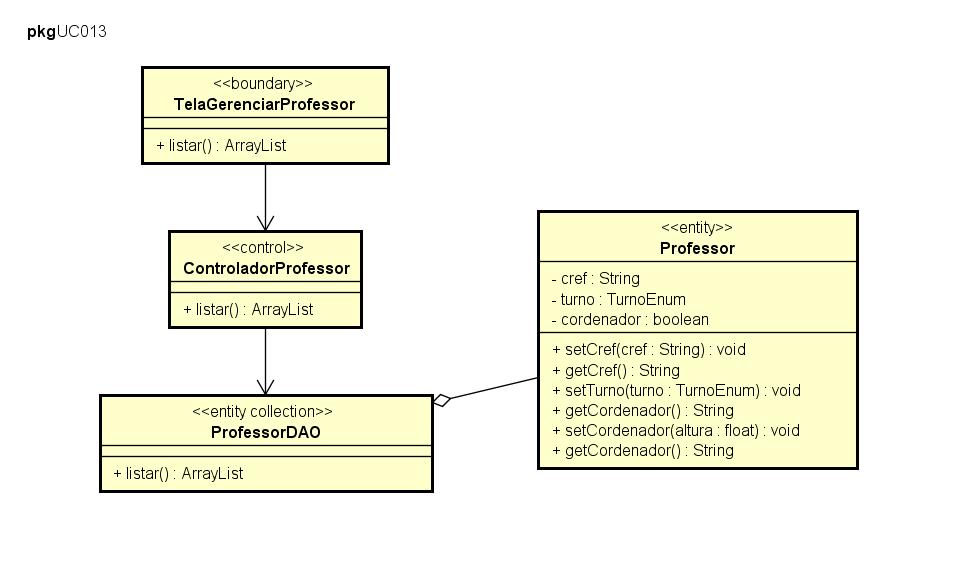 pkgUC013
<<boundary>>
TelaGerenciarProfessor
+ listar() : ArrayList
<<control>>
ControladorProfessor
+ listar() : ArrayList
<<entity collection>>
ProfessorDAO
+ listar() : ArrayList
<<entity>>
Professor
- cref : String
- turno : TurnoEnum
- cordenador : boolean
+ setCref(cref : String) : void
+ getCref() : String
+ setTurno(turno : TurnoEnum) : void
+ getCordenador() : String
+ setCordenador(altura : float) : void
+ getCordenador() : String